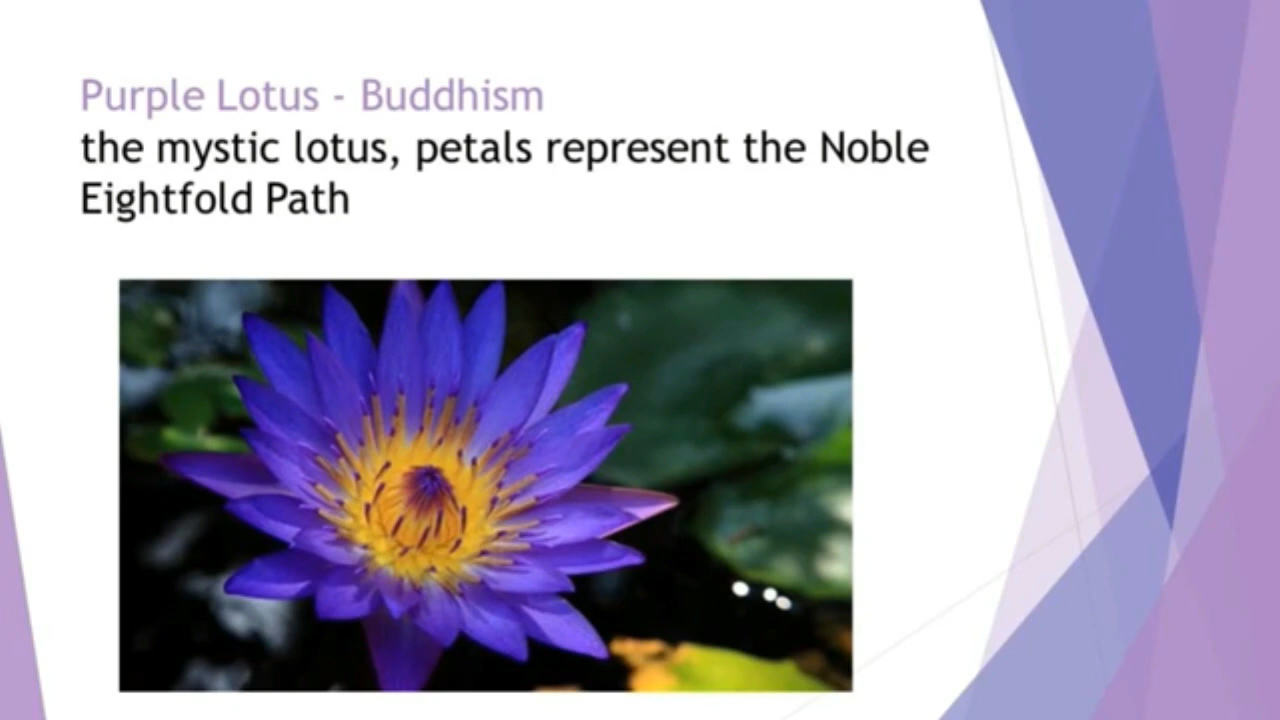 Purple Lotus - Buddhism
the mystic lotus, petals represent the Noble
Eightfold Path